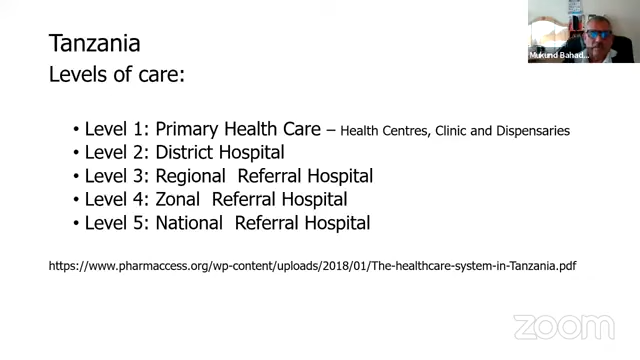 Tanzania
Levels of care:
• Level 1: Primary Health Care – Health Centres, Clinic and Dispensaries
• Level 2: District Hospital
• Level 3: Regional Referral Hospital
• Level 4: Zonal Referral Hospital
• Level 5: National Referral Hospital
https://www.pharmaccess.org/wp-content/uploads/2018/01/The-healthcare-system-in-Tanzania.pdf
Mukund Bahad...
zoom